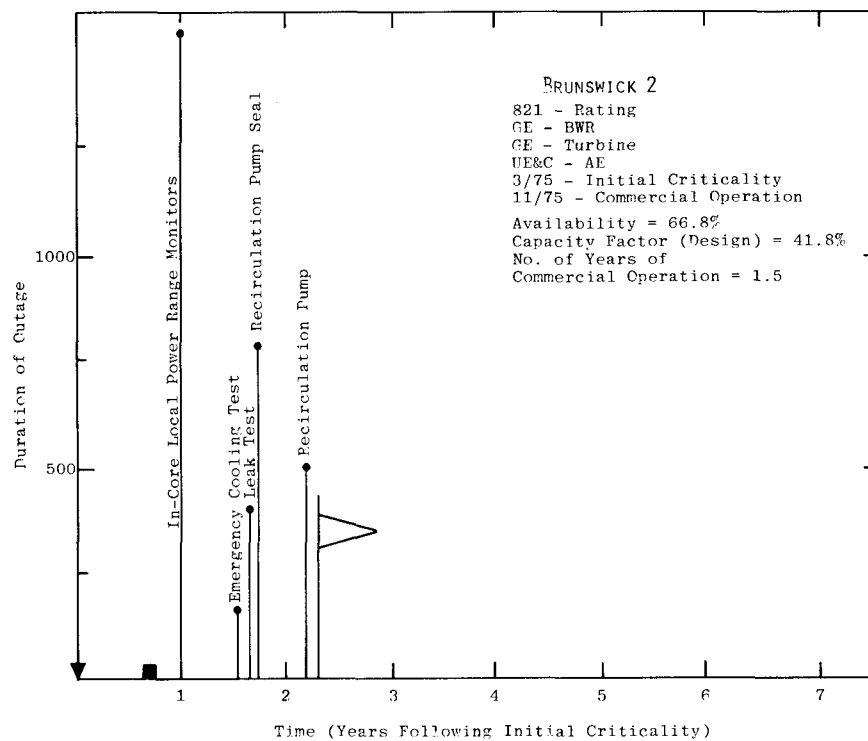 BRUNSWICK 2
821 - Rating
GE - BWR
GE - Turbine
UE&C - AE
3/75 - Initial Criticality
11/75 - Commercial Operation
Availability = 66.8%
Capacity Factor (Design) = 41.8%
No. of Years of
Commercial Operation = 1.5
Duration of Outage
1000
500
In-Core Local Power Range Monitors
Emergency Cooling Test
Leak Test
Recirculation Pump Seal
Recirculation Pump
1 2 3 4 5 6 7
Time (Years Following Initial Criticality)